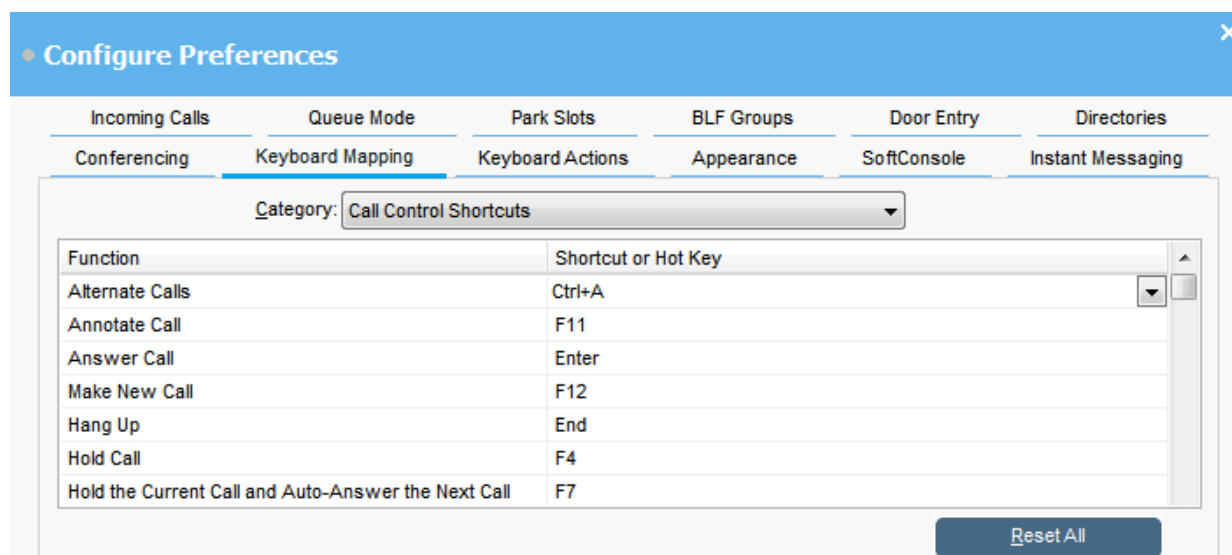 Configure Preferences
Incoming Calls Queue Mode Park Slots BLF Groups Door Entry Directories
Conferencing Keyboard Mapping Keyboard Actions Appearance SoftConsole Instant Messaging
Category: Call Control Shortcuts
Function Shortcut or Hot Key
Alternate Calls Ctrl+A
Annotate Call F11
Answer Call Enter
Make New Call F12
Hang Up End
Hold Call F4
Hold the Current Call and Auto-Answer the Next Call F7
Reset All